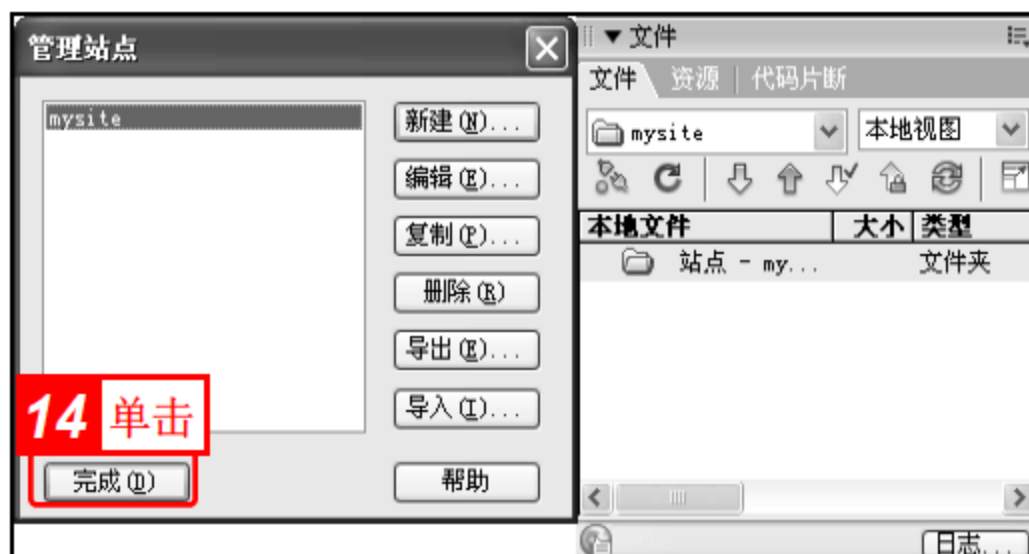 管理站点
mysite
新建(N)...
编辑(E)...
复制(P)...
删除(R)
导出(E)...
导入(I)...
14 单击
完成(D)
帮助
▼文件
文件 资源 代码片断
mysite 本地视图
本地文件 大小 类型
站点 - my... 文件夹
日志...